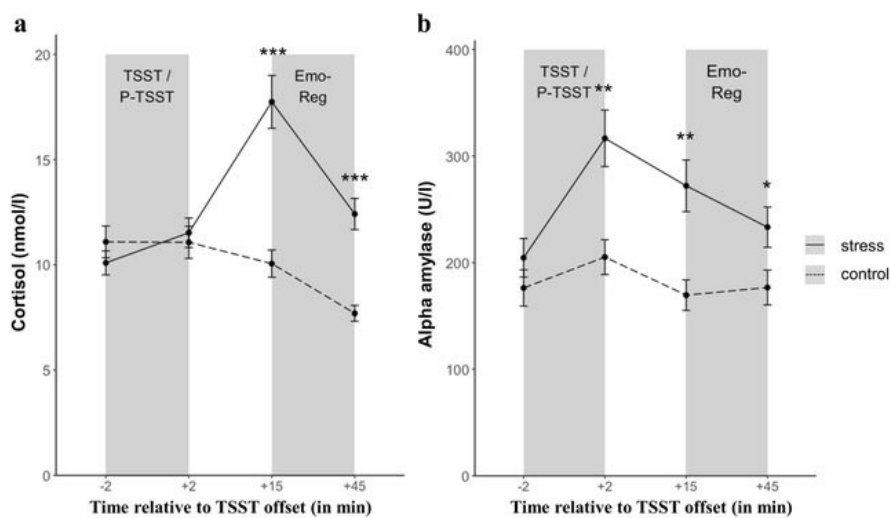 a
20
15
10
5
0
Cortisol (nmol/l)
TSST /
P-TSST
***
Emo-
Reg
***
-2
+2
+15
+45
Time relative to TSST offset (in min)
b
400
300
200
100
0
Alpha amylase (U/l)
TSST /
P-TSST
**
**
Emo-
Reg
*
-2
+2
+15
+45
Time relative to TSST offset (in min)
stress
control